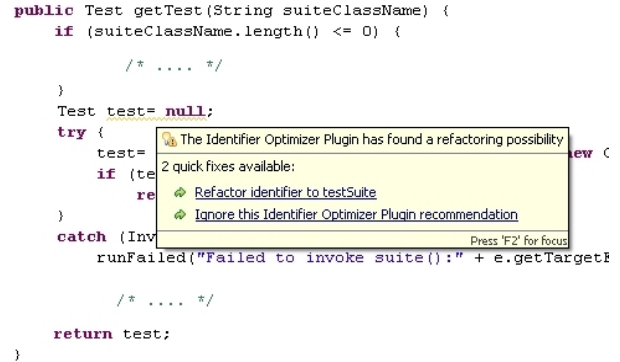 public Test getTest(String suiteClassName) {
if (suiteClassName.length() <= 0) {
/* .... */
}
Test test= null;
try {
The Identifier Optimizer Plugin has found a refactoring possibility
test=
new
2 quick fixes available:
if (te
Refactor identifier to testSuite
re
Ignore this Identifier Optimizer Plugin recommendation
}
catch (Inv
Press 'F2' for focus
runFailed("Failed to invoke suite():" + e.getTargetE
/* .... */
return test;
}